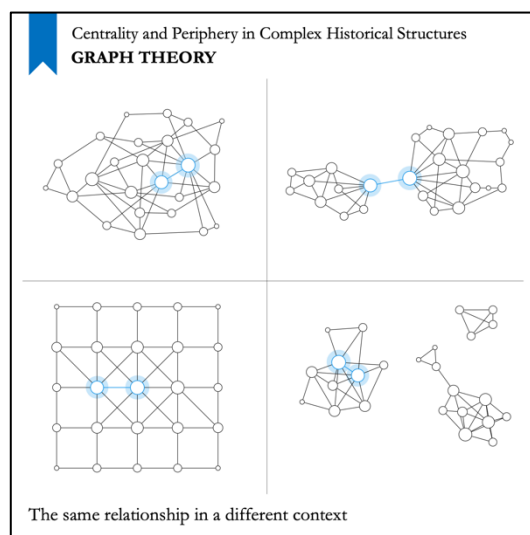 Centrality and Periphery in Complex Historical Structures
GRAPH THEORY
The same relationship in a different context